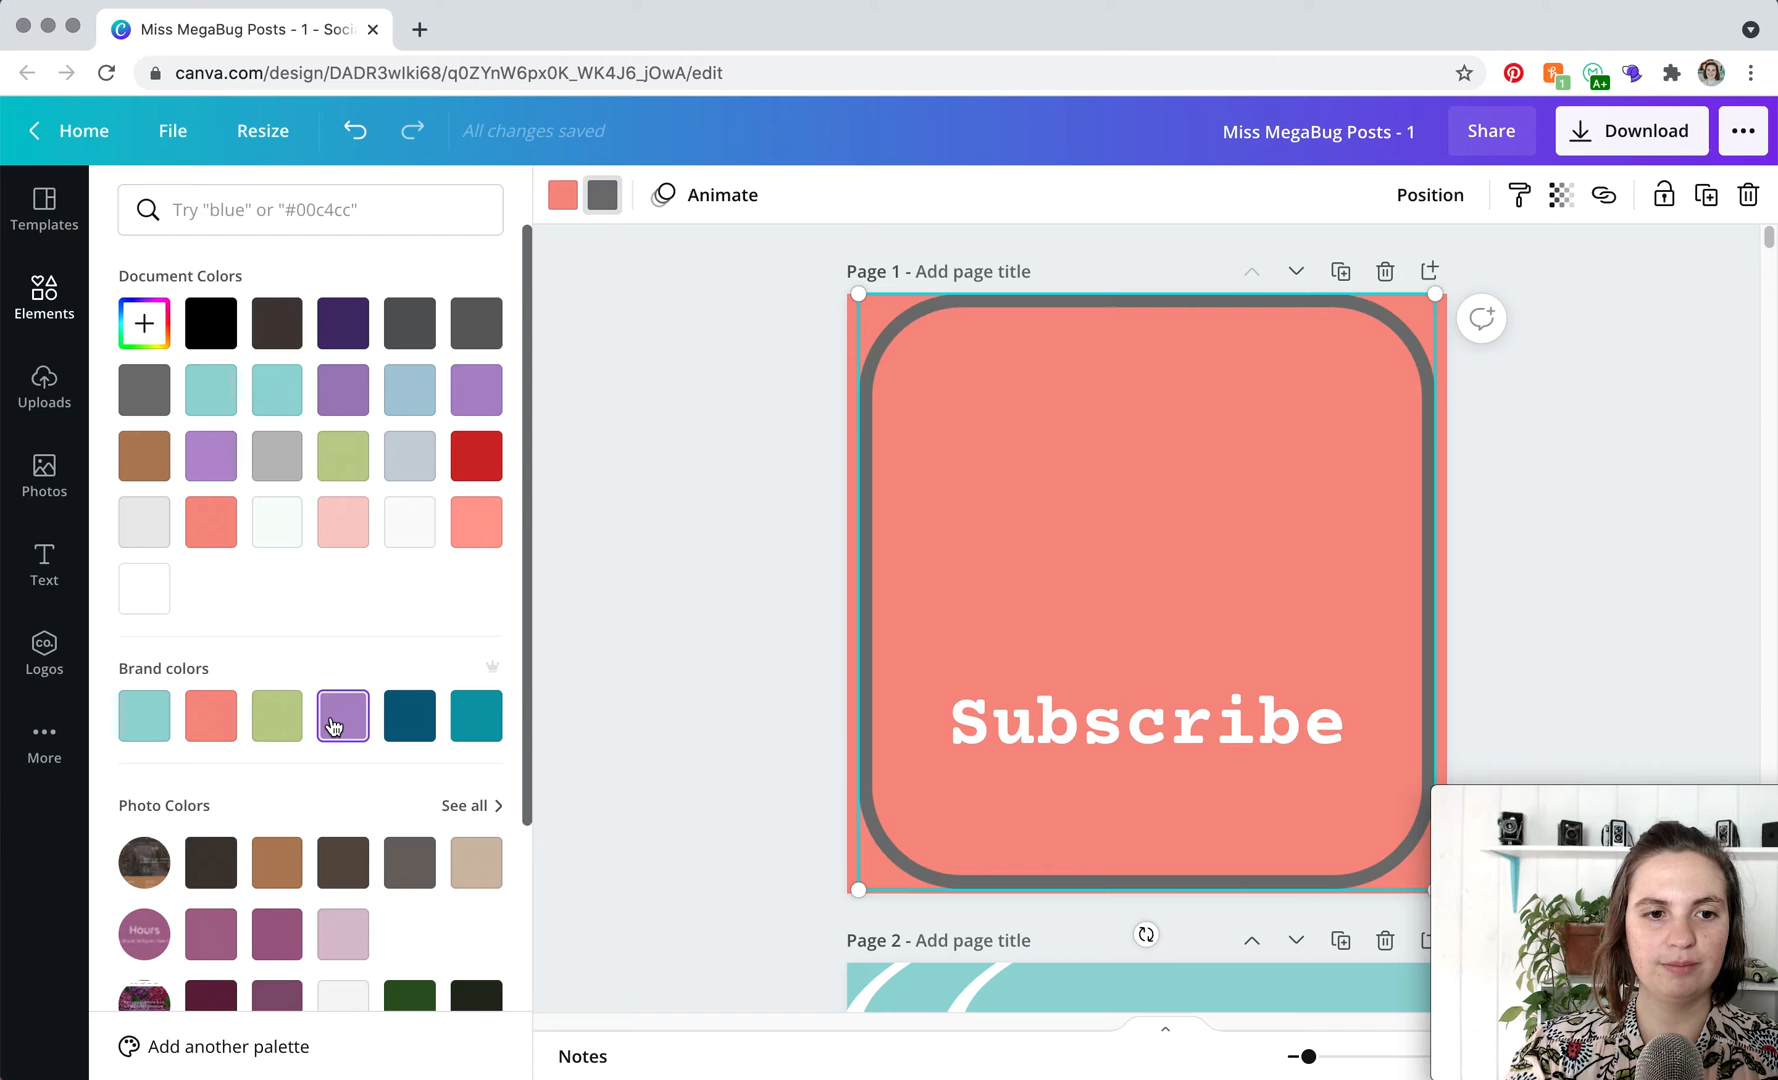 Miss MegaBug Posts - 1 - Soci
canva.com/design/DADR3wIki68/q0ZYnW6px0K_WK4J6_jOwA/edit
1
A+
Home
File
Resize
All changes saved
Miss MegaBug Posts - 1
Share
Download
Templates
Elements
Uploads
Photos
Text
CO.
Logos
More
Try "blue" or "#00c4cc"
Document Colors
Brand colors
Photo Colors
See all
Hours
Add another palette
Animate
Position
Page 1 - Add page title
Subscribe
Page 2 - Add page title
Notes